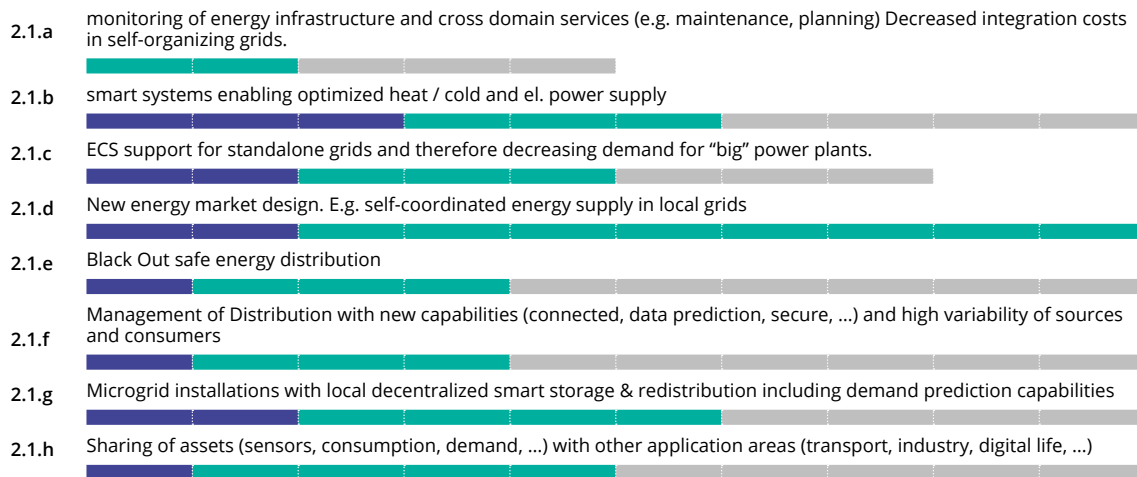 monitoring of energy infrastructure and cross domain services (e.g. maintenance, planning) Decreased integration costs
2.1.a
in self-organizing grids.
2.1.b smart systems enabling optimized heat / cold and el. power supply
2.1.c ECS support for standalone grids and therefore decreasing demand for “big” power plants.
2.1.d New energy market design. E.g. self-coordinated energy supply in local grids
2.1.e Black Out safe energy distribution
Management of Distribution with new capabilities (connected, data prediction, secure, ...) and high variability of sources
2.1.f
and consumers
2.1.g Microgrid installations with local decentralized smart storage & redistribution including demand prediction capabilities
2.1.h Sharing of assets (sensors, consumption, demand, ...) with other application areas (transport, industry, digital life, ...)